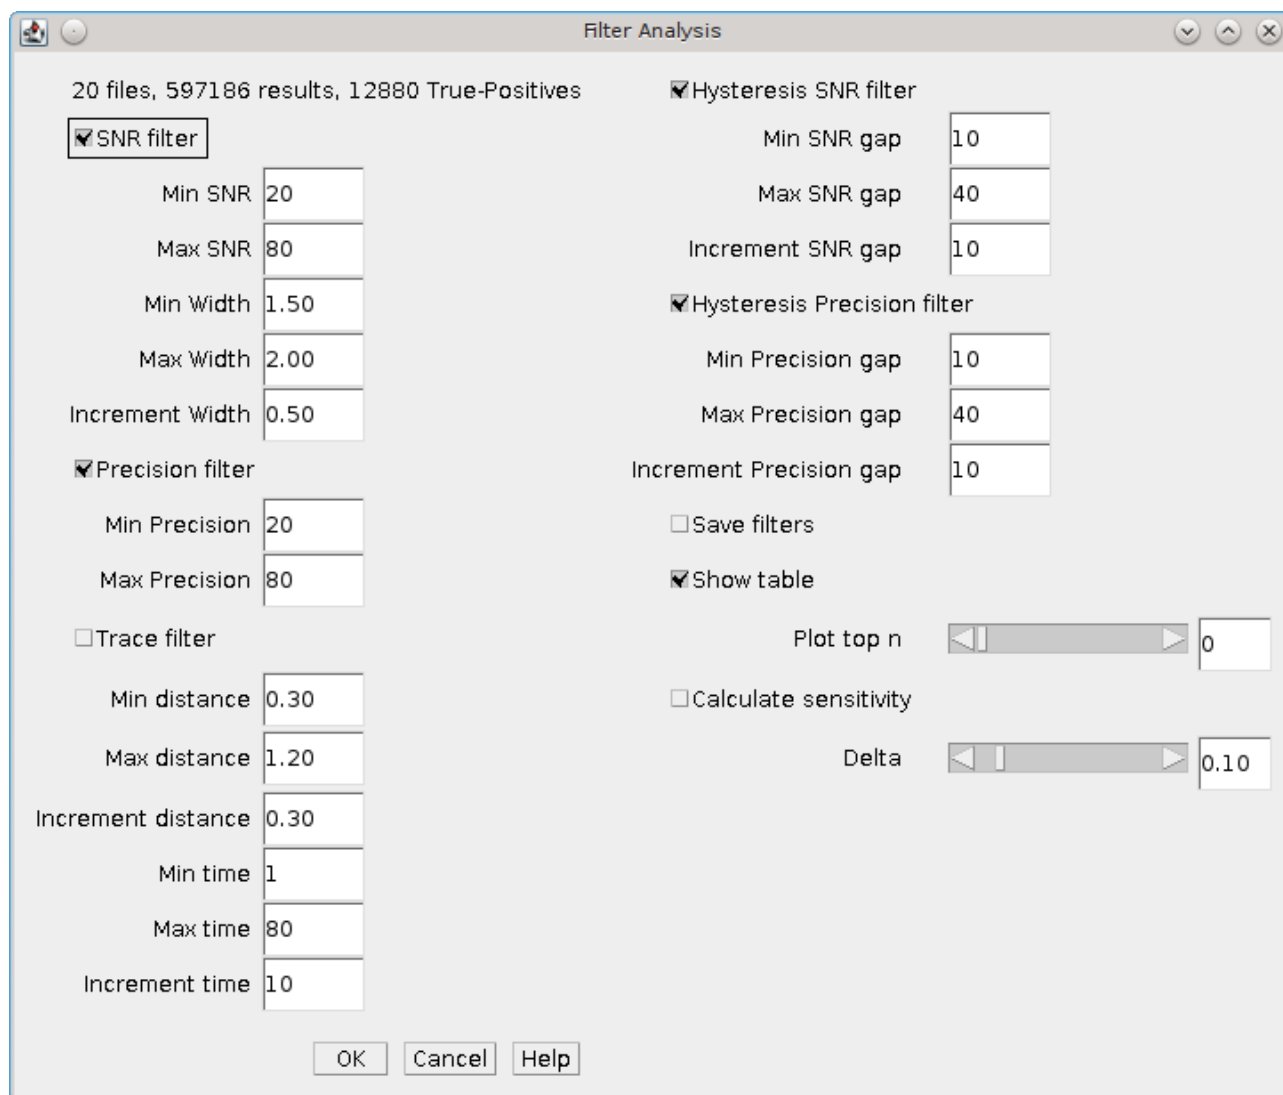 Filter Analysis
20 files, 597186 results, 12880 True-Positives
SNR filter
Min SNR 20
Max SNR 80
Min Width 1.50
Max Width 2.00
Increment Width 0.50
Precision filter
Min Precision 20
Max Precision 80
Trace filter
Min distance 0.30
Max distance 1.20
Increment distance 0.30
Min time 1
Max time 80
Increment time 10
Hysteresis SNR filter
Min SNR gap 10
Max SNR gap 40
Increment SNR gap 10
Hysteresis Precision filter
Min Precision gap 10
Max Precision gap 40
Increment Precision gap 10
Save filters
Show table
Plot top n 0
Calculate sensitivity
Delta 0.10
OK Cancel Help